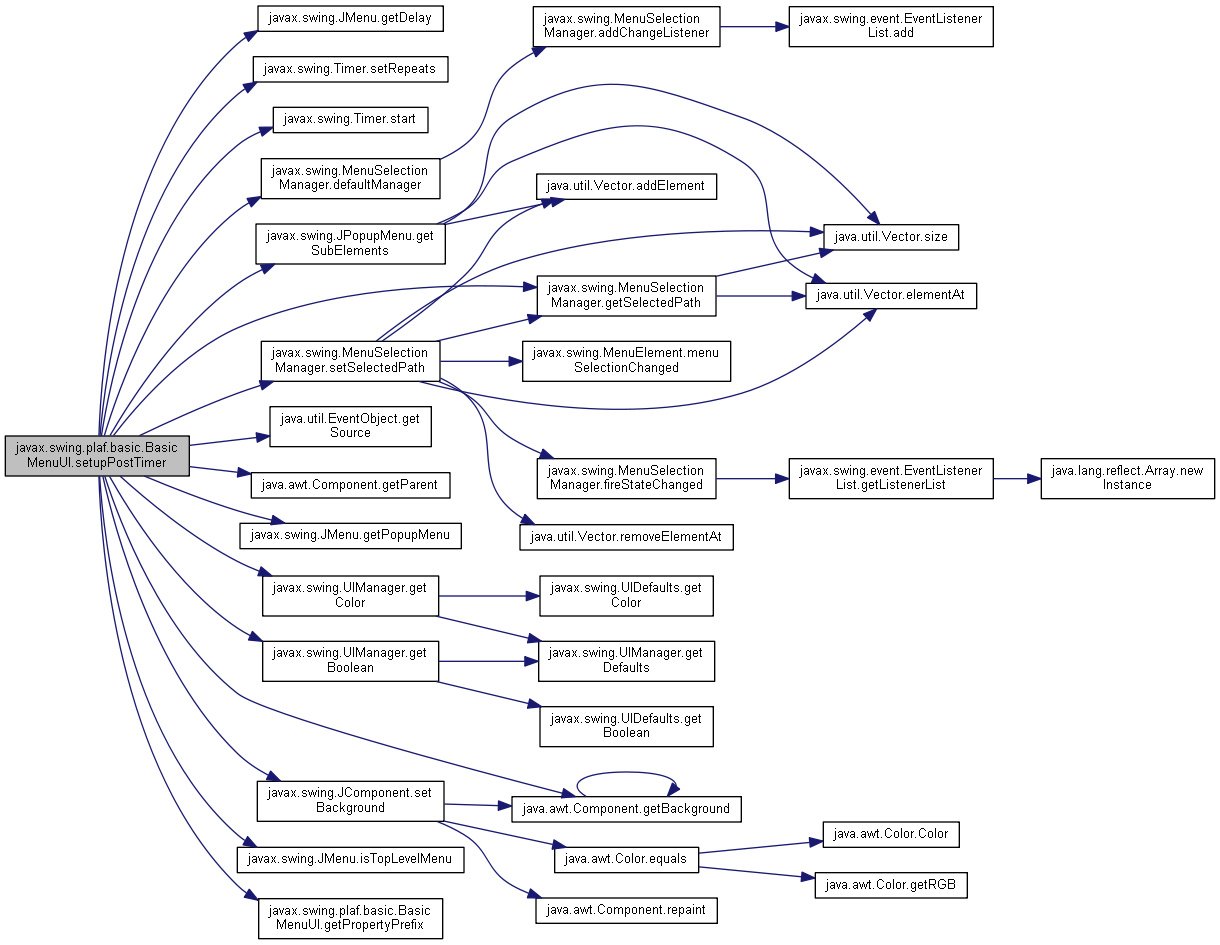 javax.swing.plaf.basic.Basic
MenuUI.setupPostTimer
javax.swing.JMenu.getDelay
javax.swing.Timer.setRepeats
javax.swing.Timer.start
javax.swing.MenuSelection
Manager.defaultManager
javax.swing.JPopupMenu.get
SubElements
javax.swing.MenuSelection
Manager.setSelectedPath
java.util.EventObject.get
Source
java.awt.Component.getParent
javax.swing.JMenu.getPopupMenu
javax.swing.UIManager.get
Color
javax.swing.UIManager.get
Boolean
javax.swing.JComponent.set
Background
javax.swing.JMenu.isTopLevelMenu
javax.swing.plaf.basic.Basic
MenuUI.getPropertyPrefix
javax.swing.MenuSelection
Manager.addChangeListener
java.util.Vector.addElement
javax.swing.MenuSelection
Manager.getSelectedPath
javax.swing.MenuElement.menu
SelectionChanged
javax.swing.MenuSelection
Manager.fireStateChanged
java.util.Vector.removeElementAt
javax.swing.UIDefaults.get
Color
javax.swing.UIManager.get
Defaults
javax.swing.UIDefaults.get
Boolean
java.awt.Component.getBackground
java.awt.Color.equals
java.awt.Component.repaint
javax.swing.event.EventListener
List.add
java.util.Vector.size
java.util.Vector.elementAt
javax.swing.event.EventListener
List.getListenerList
java.awt.Color.Color
java.awt.Color.getRGB
java.lang.reflect.Array.new
Instance